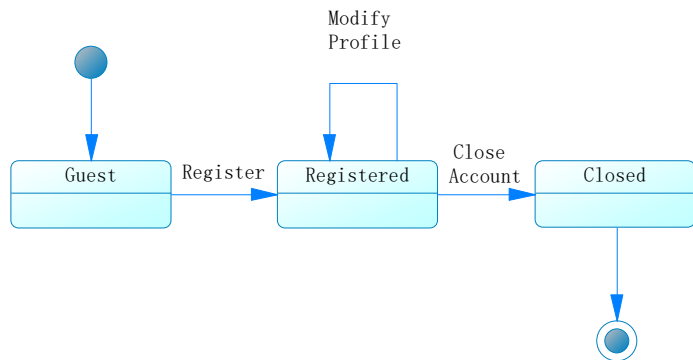 Modify
Profile
Guest
Register
Registered
Close
Account
Closed